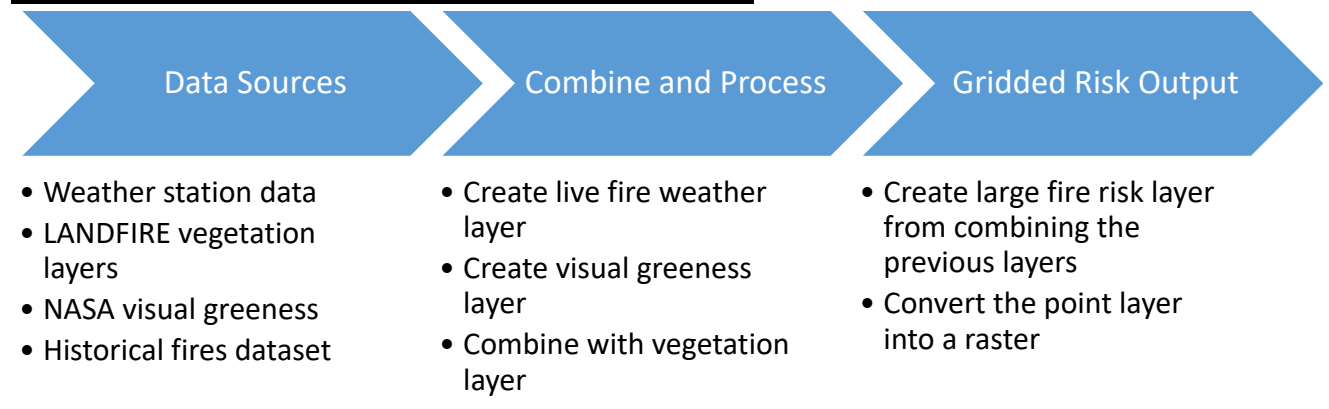 Data Sources
Combine and Process
Gridded Risk Output
• Weather station data
• LANDFIRE vegetation
layers
• NASA visual greeness
• Historical fires dataset
• Create live fire weather
layer
• Create visual greeness
layer
• Combine with vegetation
layer
• Create large fire risk layer
from combining the
previous layers
• Convert the point layer
into a raster